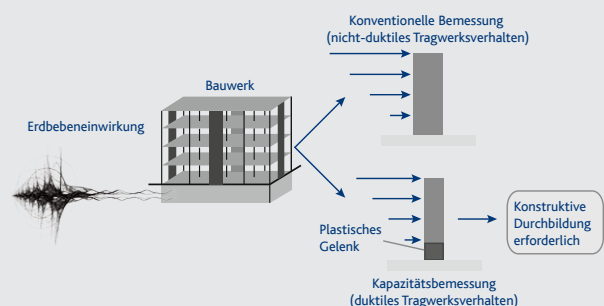 Konventionelle Bemessung
(nicht-duktiles Tragwerksverhalten)
Bauwerk
Erdbebeneinwirkung
Plastisches
Gelenk
Konstruktive
Durchbildung
erforderlich
Kapazitätsbemessung
(duktiles Tragwerksverhalten)